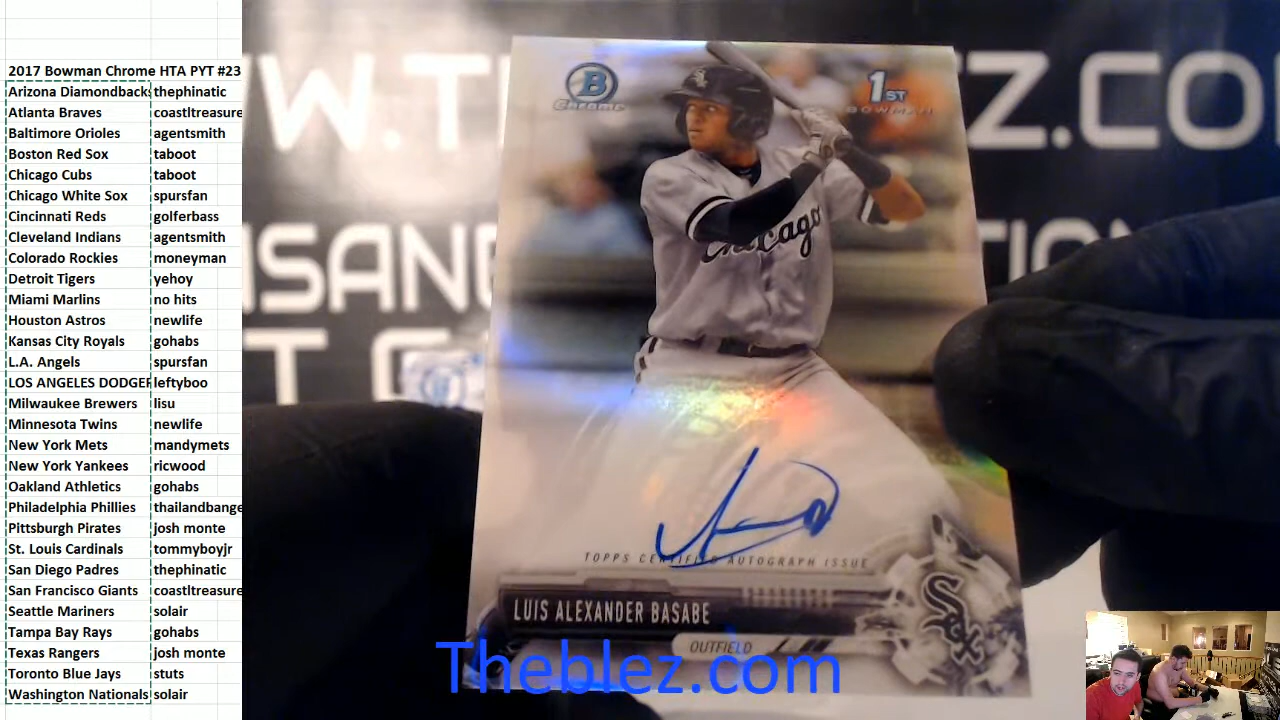 2017 Bowman Chrome HTA PYT #23
Arizona Diamondbacks thephinatic
Atlanta Braves coastltreasure
Baltimore Orioles agentsmith
Boston Red Sox taboot
Chicago Cubs taboot
Chicago White Sox spursfan
Cincinnati Reds golferbass
Cleveland Indians agentsmith
Colorado Rockies moneyman
Detroit Tigers yehoy
Miami Marlins no hits
Houston Astros newlife
Kansas City Royals gohabs
L.A. Angels spursfan
LOS ANGELES DODGER leftyboo
Milwaukee Brewers lisu
Minnesota Twins newlife
New York Mets mandymets
New York Yankees ricwood
Oakland Athletics gohabs
Philadelphia Phillies thailandbange
Pittsburgh Pirates josh monte
St. Louis Cardinals tommyboyjr
San Diego Padres thephinatic
San Francisco Giants coastltreasure
Seattle Mariners solair
Tampa Bay Rays gohabs
Texas Rangers josh monte
Toronto Blue Jays stuts
Washington Nationals solair
WWW.T
Z.CO
B
Chrome
1ST
BOWMAN
Chicago
TOPPS CERTIFIED AUTOGRAPH ISSUE
LUIS ALEXANDER BASABE
OUTFIELD
Sox
Theblez.com